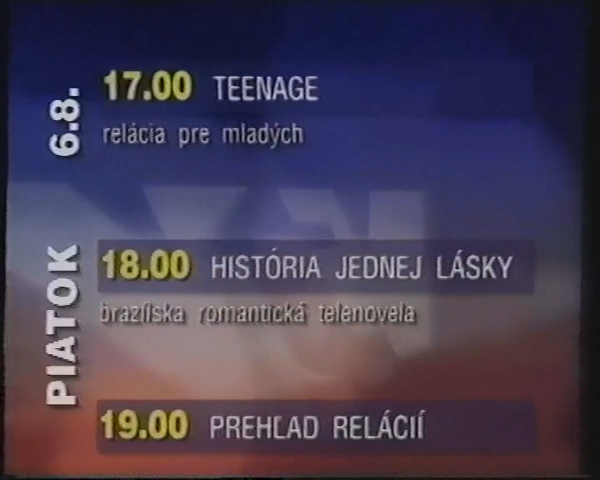 PIATOK 6.8.
17.00 TEENAGE
relácia pre mladých
18.00 HISTÓRIA JEDNEJ LÁSKY
brazílska romantická telenovela
19.00 PREHĽAD RELÁCIÍ